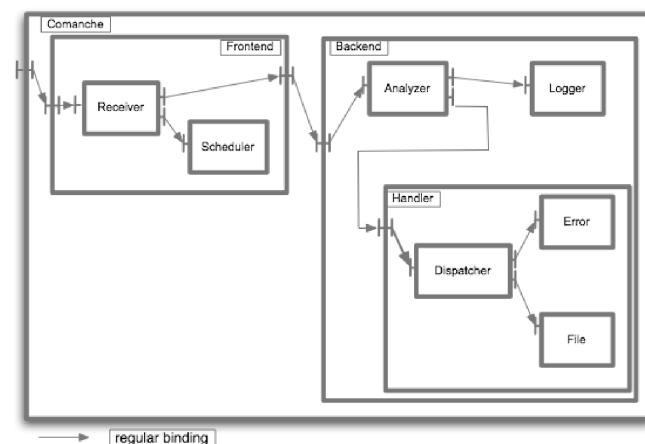 Comanche
Frontend
Backend
Receiver
Scheduler
Analyzer
Logger
Handler
Dispatcher
Error
File
regular binding